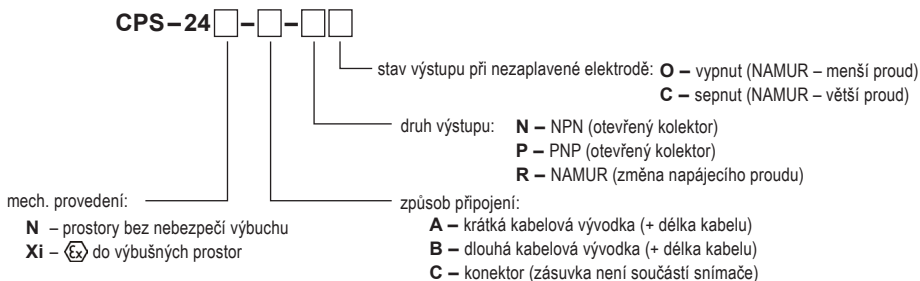 CPS–24☐–☐–☐☐
stav výstupu při nezaplavené elektrodě: O – vypnut (NAMUR – menší proud)
C – sepnut (NAMUR – větší proud)
druh výstupu: N – NPN (otevřený kolektor)
P – PNP (otevřený kolektor)
R – NAMUR (změna napájecího proudu)
mech. provedení:
N – prostory bez nebezpečí výbuchu
Xi – Ex do výbušných prostor
způsob připojení:
A – krátká kabelová vývodka (+ délka kabelu)
B – dlouhá kabelová vývodka (+ délka kabelu)
C – konektor (zásuvka není součástí snímače)